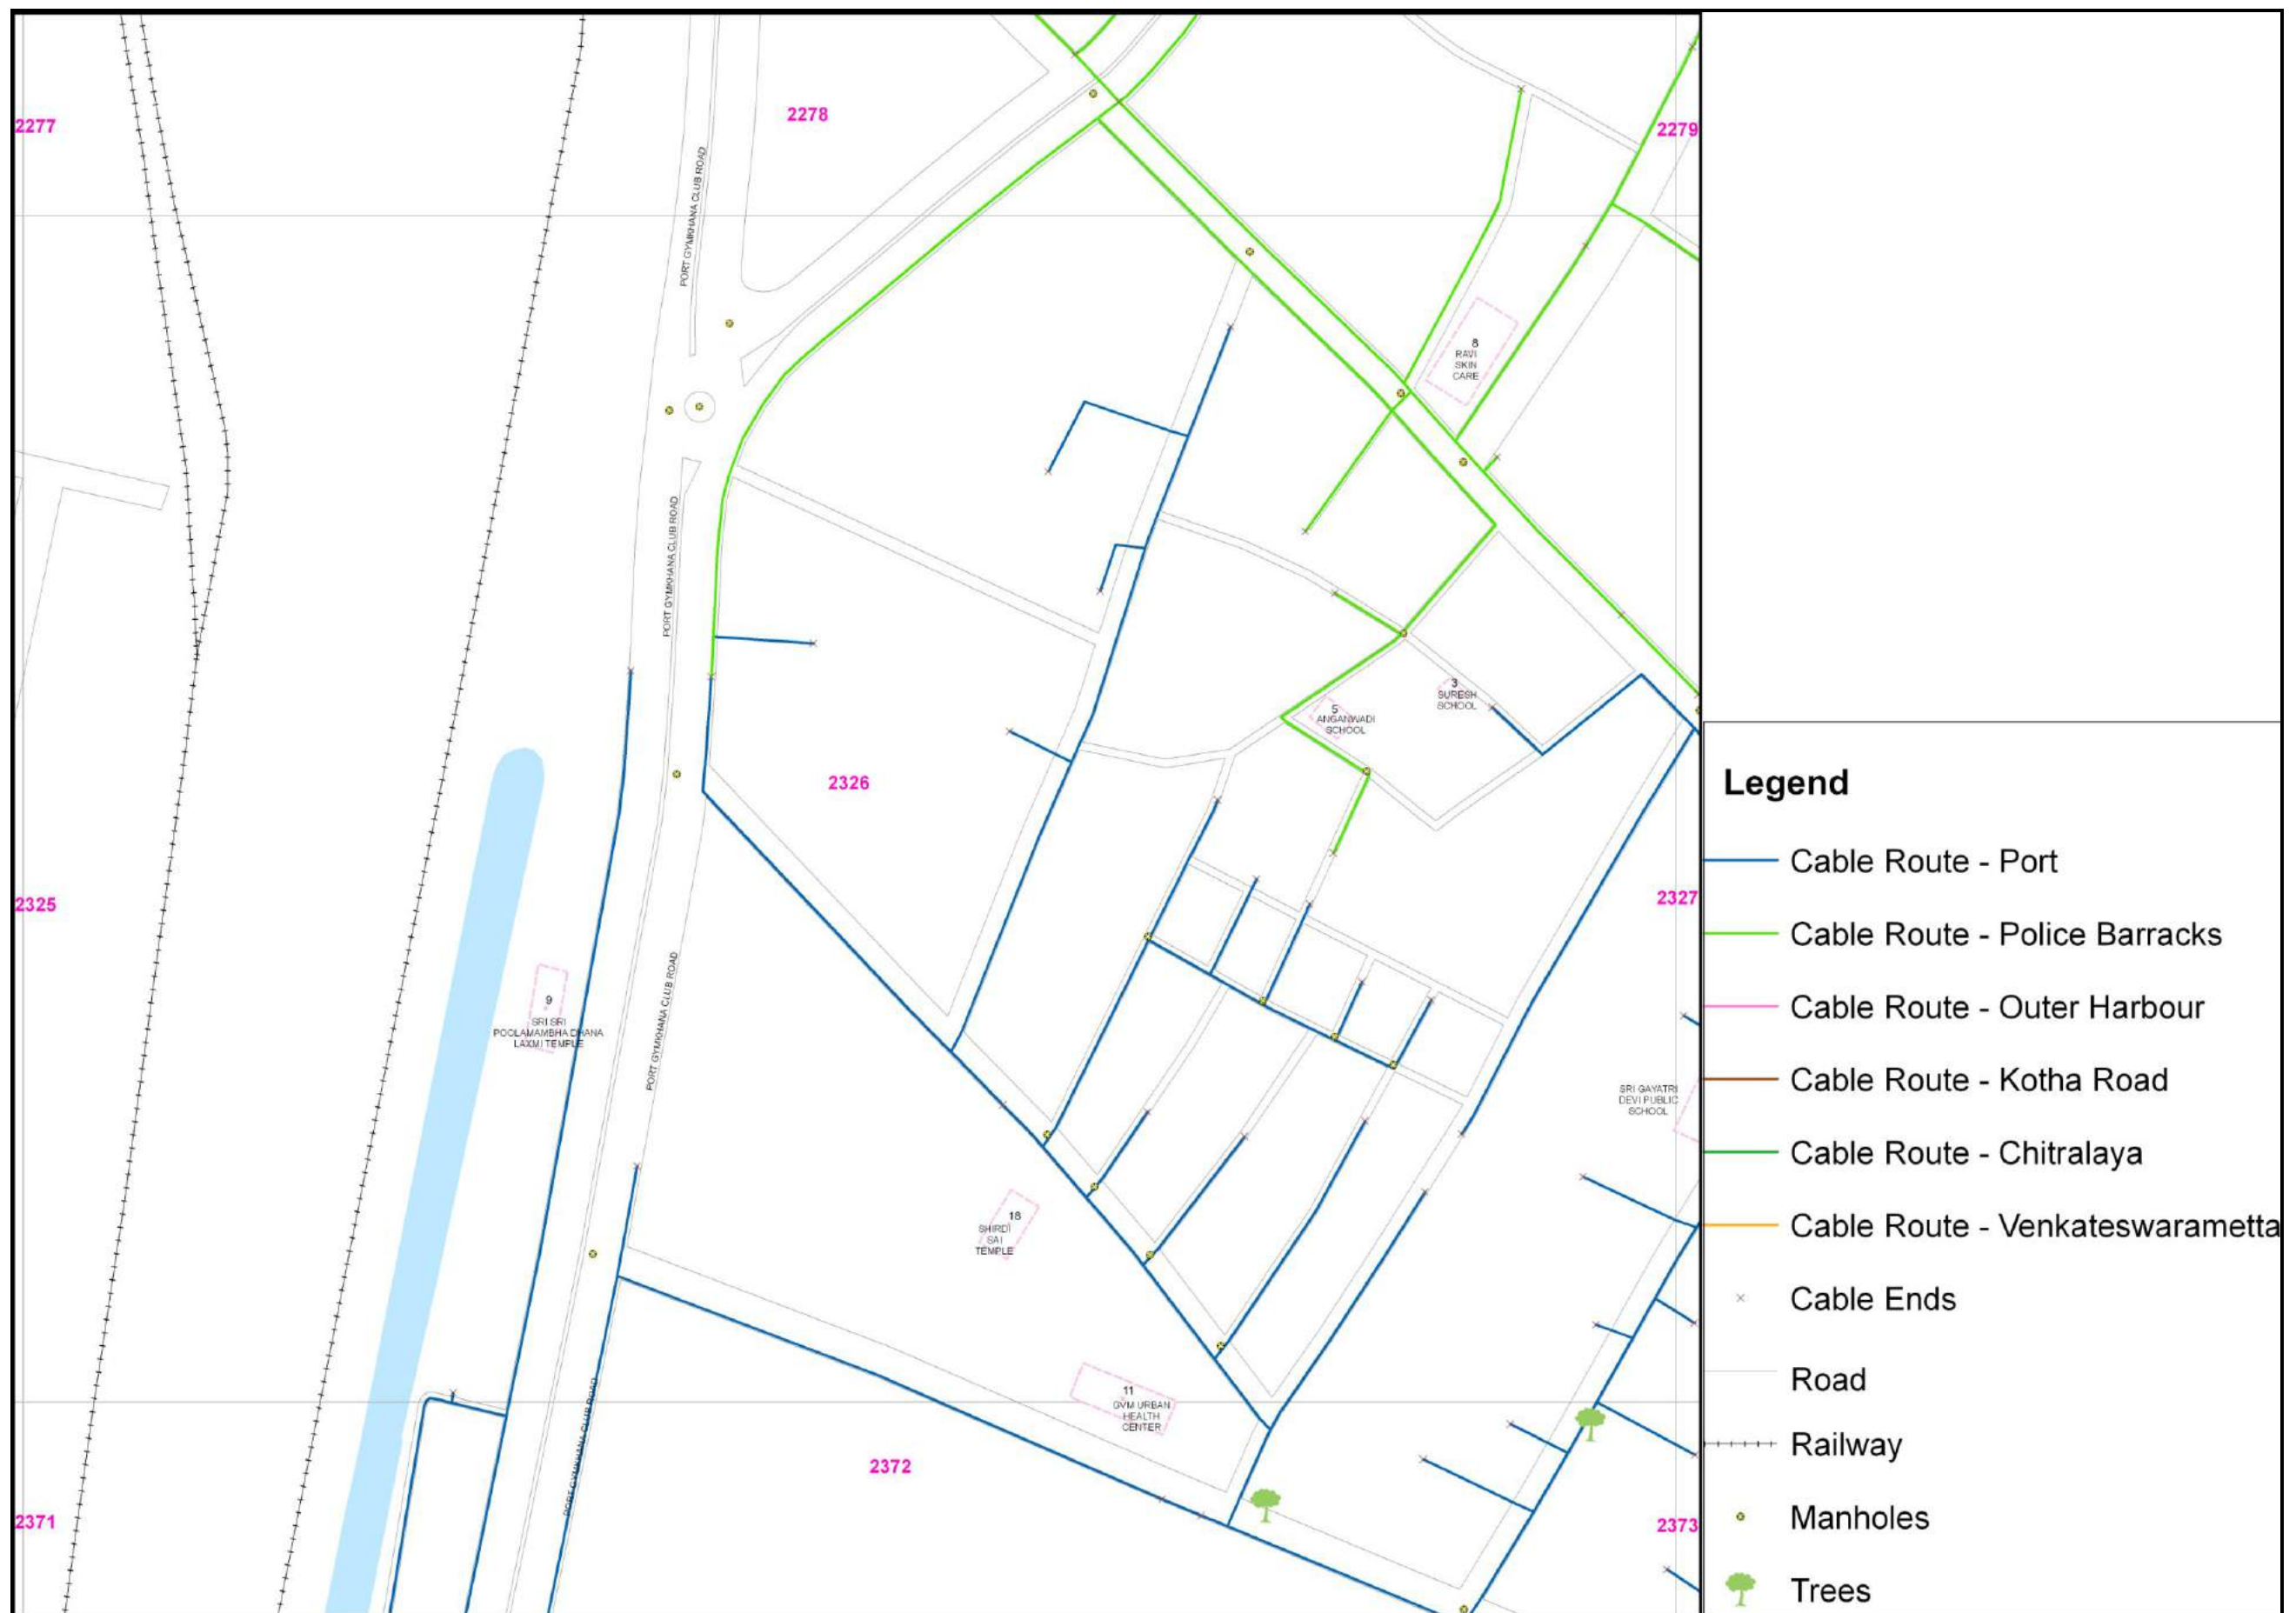 2277
2278
2279
PORT GYMKHANA CLUB ROAD
8
RAVI
SKIN
CARE
PORT GYMKHANA CLUB ROAD
3
SURESH
SCHOOL
5
ANGANWADI
SCHOOL
2326
2325
2327
9
SRI SRI
POOLAMAMBHA DHANA
LAXMI TEMPLE
PORT GYMKHANA CLUB ROAD
SRI GAYATRI
DEVI PUBLIC
SCHOOL
18
SHIRDI
SAI
TEMPLE
11
GVM URBAN
HEALTH
CENTER
PORT GYMKHANA CLUB ROAD
2372
2371
2373
Legend
Cable Route - Port
Cable Route - Police Barracks
Cable Route - Outer Harbour
Cable Route - Kotha Road
Cable Route - Chitralaya
Cable Route - Venkateswarametta
Cable Ends
Road
Railway
Manholes
Trees